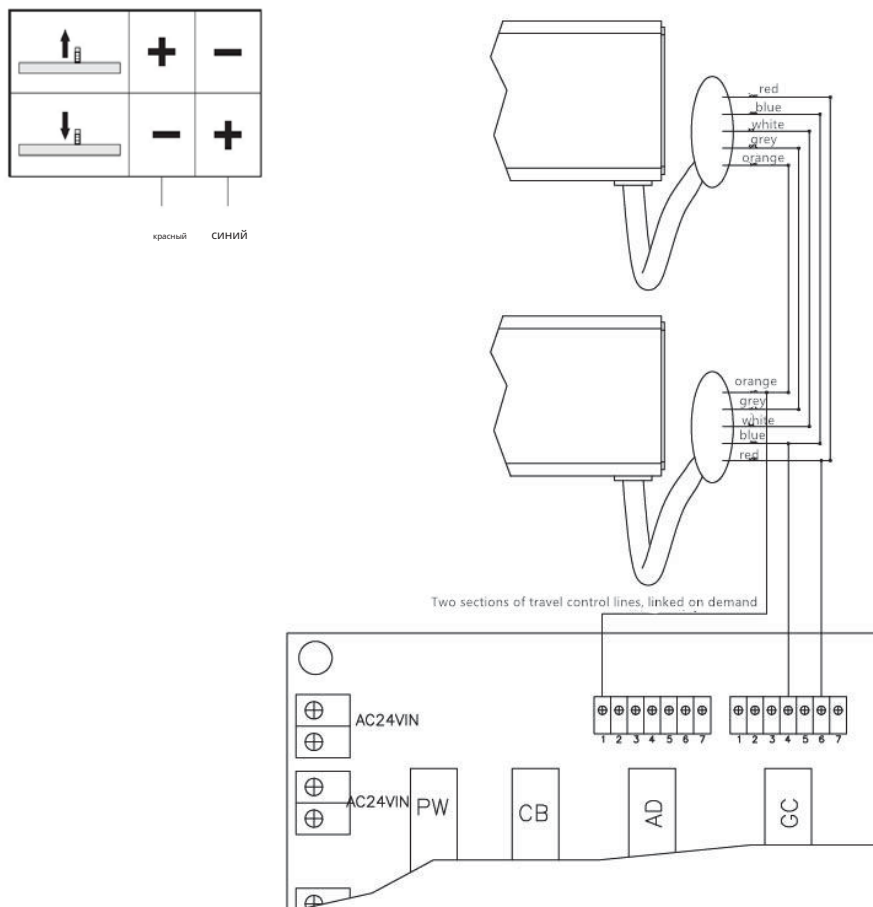 + −
− +
красный синий
red
blue
white
grey
orange
orange
grey
white
blue
red
Two sections of travel control lines, linked on demand
AC24VIN
1 2 3 4 5 6 7
1 2 3 4 5 6 7
AC24VIN
PW
CB
AD
GC